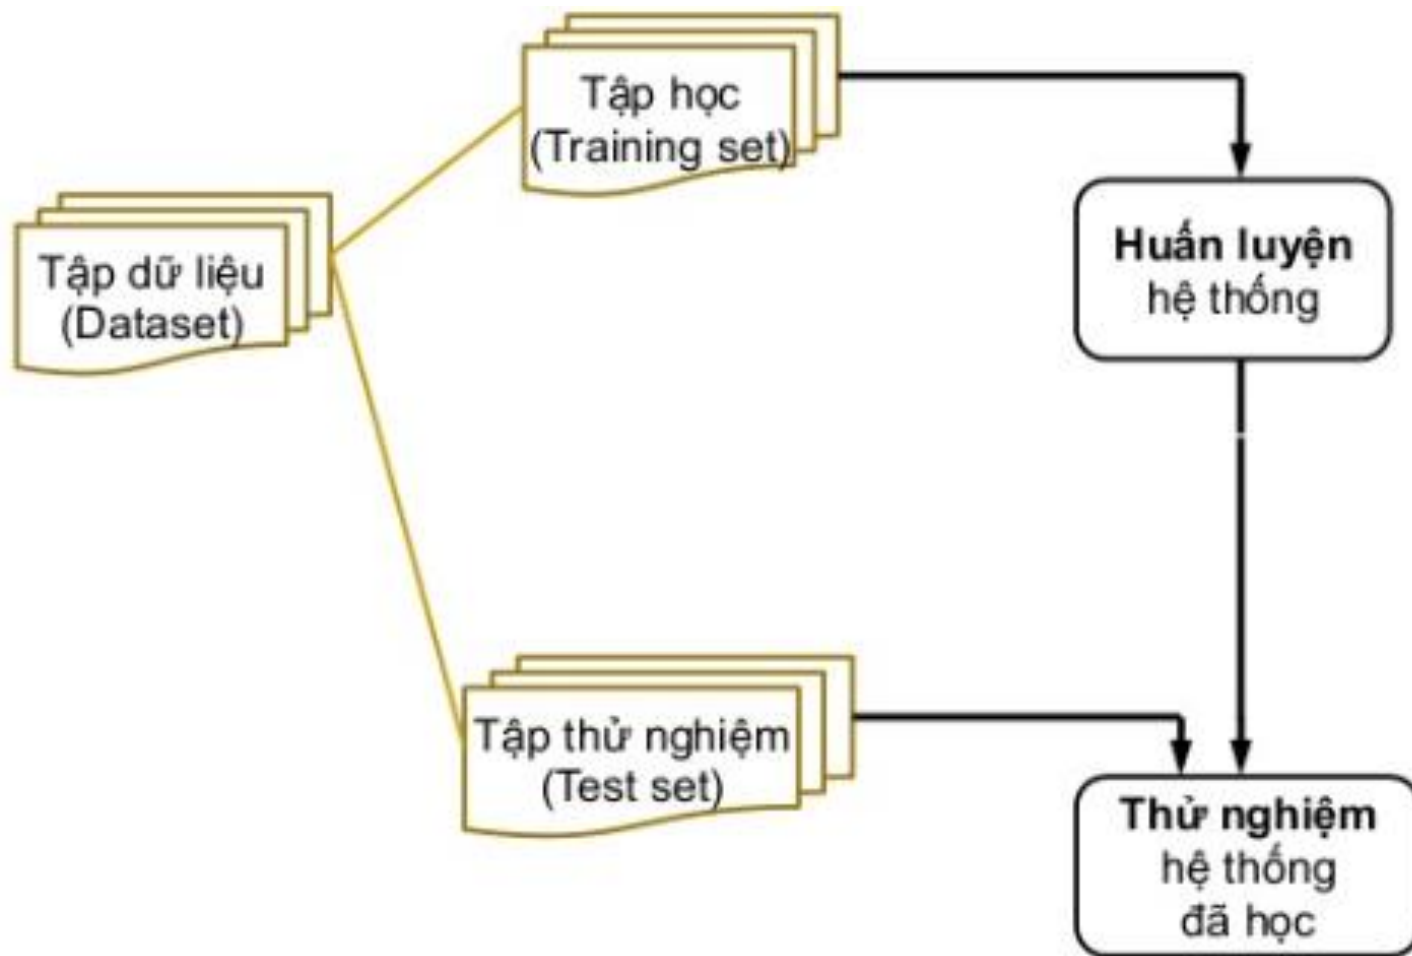 Tập học
(Training set)
Huấn luyện
hệ thống
Tập dữ liệu
(Dataset)
Tập thử nghiệm
(Test set)
Thử nghiệm
hệ thống
đã học